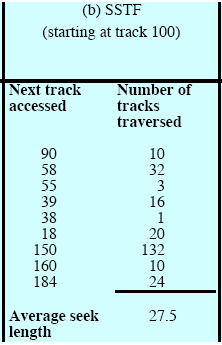 (b) SSTF
(starting at track 100)
Next track Number of
accessed tracks
traversed
90 10
58 32
55 3
39 16
38 1
18 20
150 132
160 10
184 24
Average seek 27.5
length